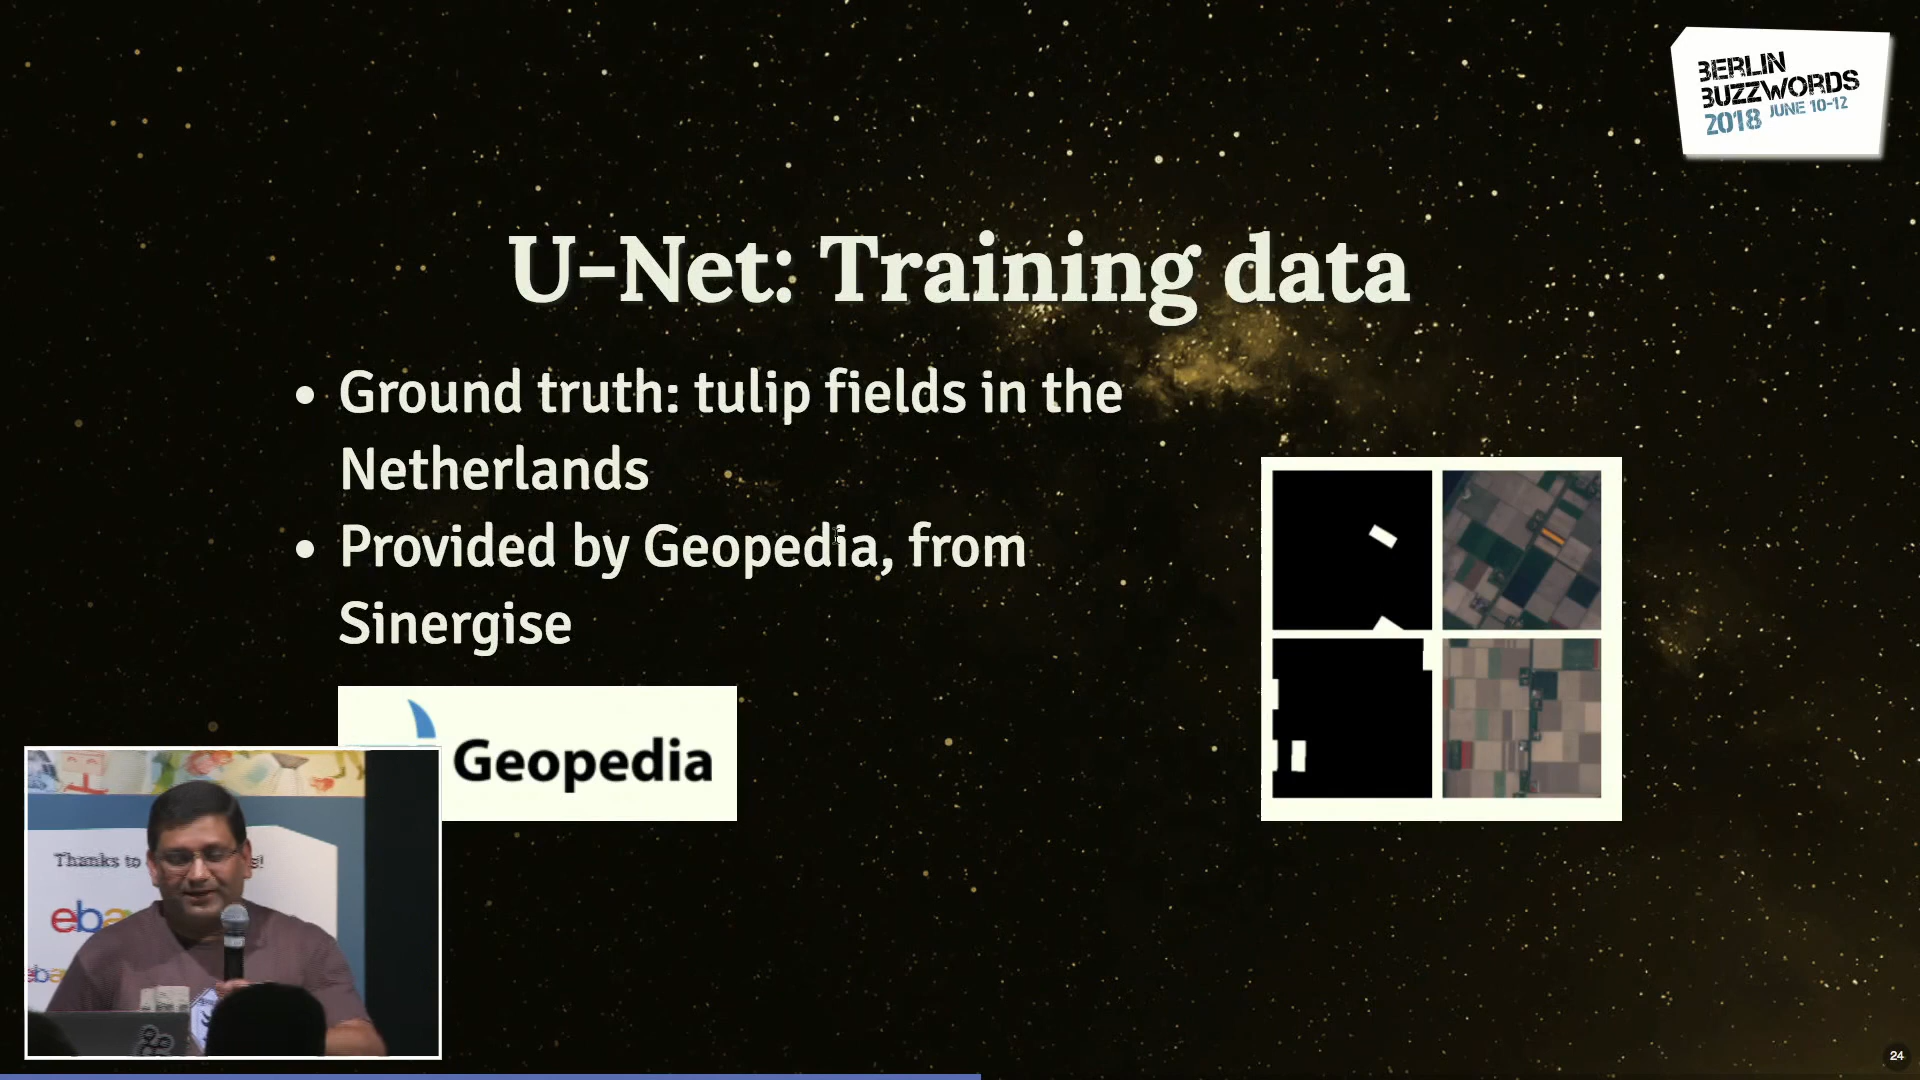 BERLIN
BUZZWORDS
2018 JUNE 10-12
U-Net: Training data
• Ground truth: tulip fields in the
Netherlands
• Provided by Geopedia, from
Sinergise
Geopedia
Thanks to
24